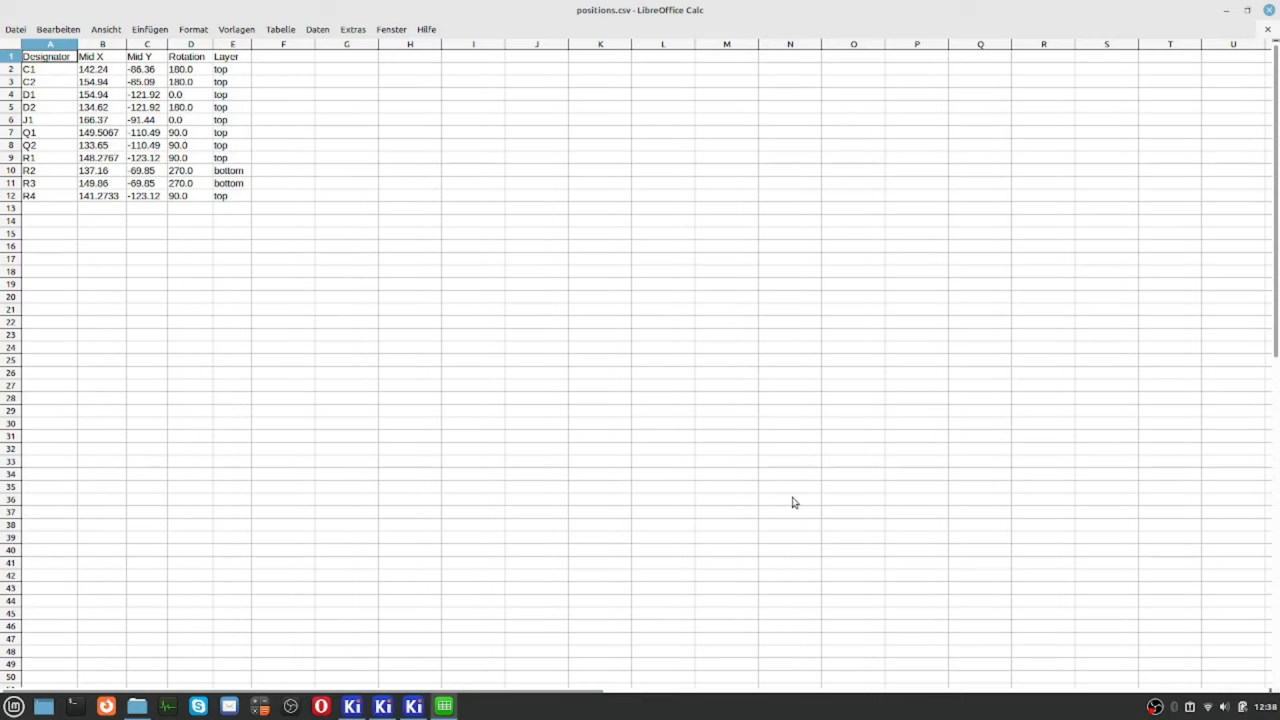 positions.csv - LibreOffice Calc
Datei Bearbeiten Ansicht Einfügen Format Vorlagen Tabelle Daten Extras Fenster Hilfe
A B C D E F G H I J K L M N O P Q R S T U
1 Designator Mid X Mid Y Rotation Layer
2 C1 142.24 -86.36 180.0 top
3 C2 154.94 -85.09 180.0 top
4 D1 154.94 -121.92 0.0 top
5 D2 134.62 -121.92 180.0 top
6 J1 166.37 -91.44 0.0 top
7 Q1 149.5067 -110.49 90.0 top
8 Q2 133.65 -110.49 90.0 top
9 R1 148.2767 -123.12 90.0 top
10 R2 137.16 -69.85 270.0 bottom
11 R3 149.86 -69.85 270.0 bottom
12 R4 141.2733 -123.12 90.0 top
13
14
15
16
17
18
19
20
21
22
23
24
25
26
27
28
29
30
31
32
33
34
35
36
37
38
39
40
41
42
43
44
45
46
47
48
49
50
Ki Ki Ki 12:38